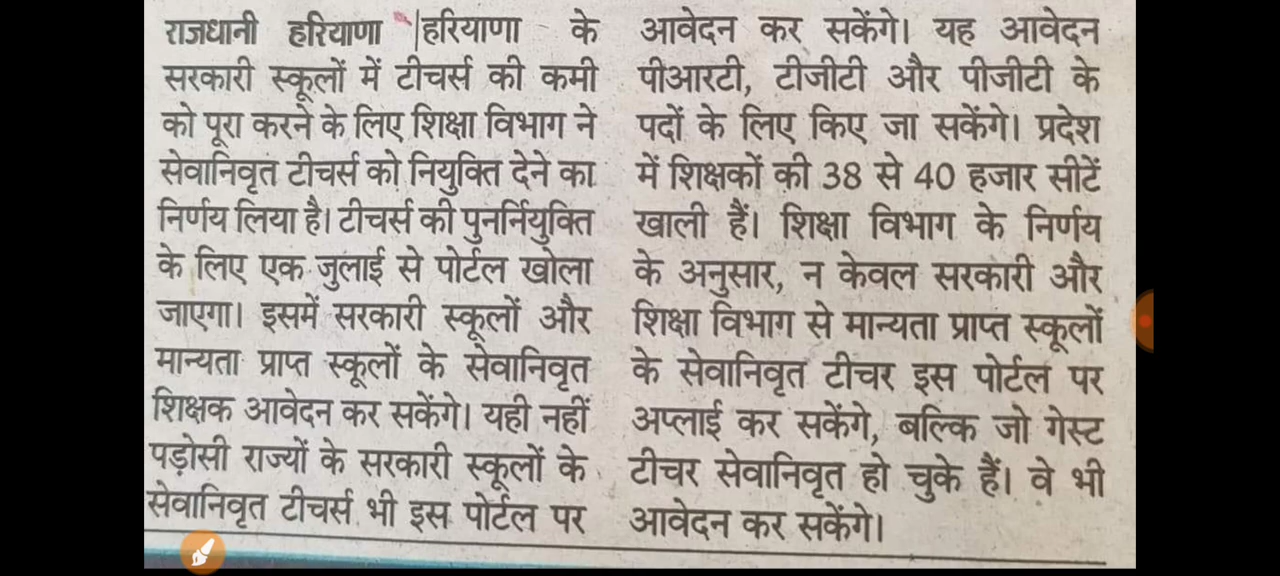 राजधानी हरियाणा |हरियाणा के
सरकारी स्कूलों में टीचर्स की कमी
को पूरा करने के लिए शिक्षा विभाग ने
सेवानिवृत टीचर्स को नियुक्ति देने का
निर्णय लिया है। टीचर्स की पुनर्नियुक्ति
के लिए एक जुलाई से पोर्टल खोला
जाएगा। इसमें सरकारी स्कूलों और
मान्यता प्राप्त स्कूलों के सेवानिवृत
शिक्षक आवेदन कर सकेंगे। यही नहीं
पड़ोसी राज्यों के सरकारी स्कूलों के
सेवानिवृत टीचर्स भी इस पोर्टल पर
आवेदन कर सकेंगे। यह आवेदन
पीआरटी, टीजीटी और पीजीटी के
पदों के लिए किए जा सकेंगे। प्रदेश
में शिक्षकों की 38 से 40 हजार सीटें
खाली हैं। शिक्षा विभाग के निर्णय
के अनुसार, न केवल सरकारी और
शिक्षा विभाग से मान्यता प्राप्त स्कूलों
के सेवानिवृत टीचर इस पोर्टल पर
अप्लाई कर सकेंगे, बल्कि जो गेस्ट
टीचर सेवानिवृत हो चुके हैं। वे भी
आवेदन कर सकेंगे।